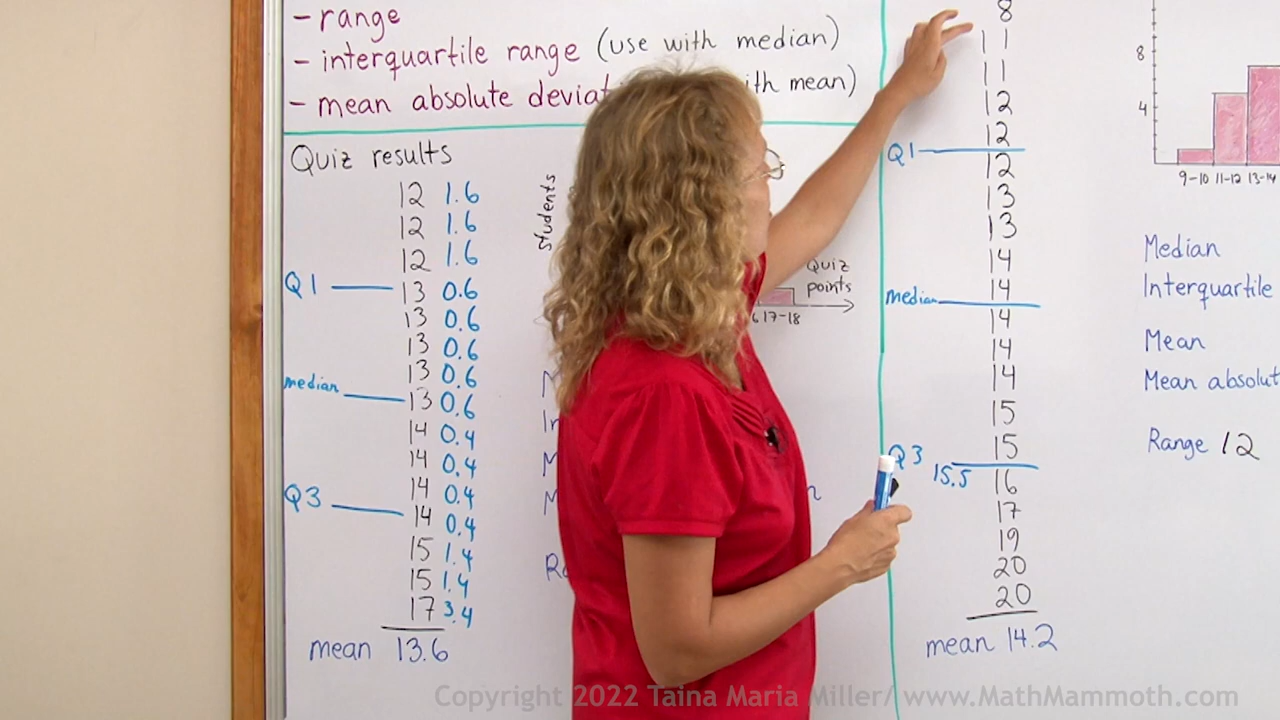 - range
- interquartile range (use with median)
- mean absolute with mean)
Quiz results
12 1.6
12 1.6
12 1.6
Q1
13 0.6
13 0.6
13 0.6
13 0.6
median
13 0.6
14 0.4
14 0.4
14 0.4
Q3
14 0.4
15 1.4
15 1.4
17 3.4
mean 13.6
students
Quiz
points
17-18
8
11
11
12
12
Q1
12
13
13
14
14
median
14
14
14
15
15
Q3
15.5
16
17
19
20
20
mean 14.2
8
4
9-10 11-12 13-14
Median
Interquartile
Mean
Mean
Range 12
Copyright 2022 Taina Maria Miller/ www.MathMammoth.com